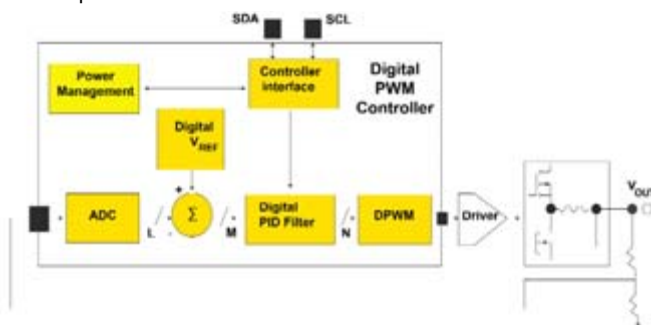 SDA
SCL
Power
Management
Controller
interface
Digital
PWM
Controller
Digital
VREF
ADC
L
+
Σ
-
M
Digital
PID Filter
N
DPWM
Driver
VOUT